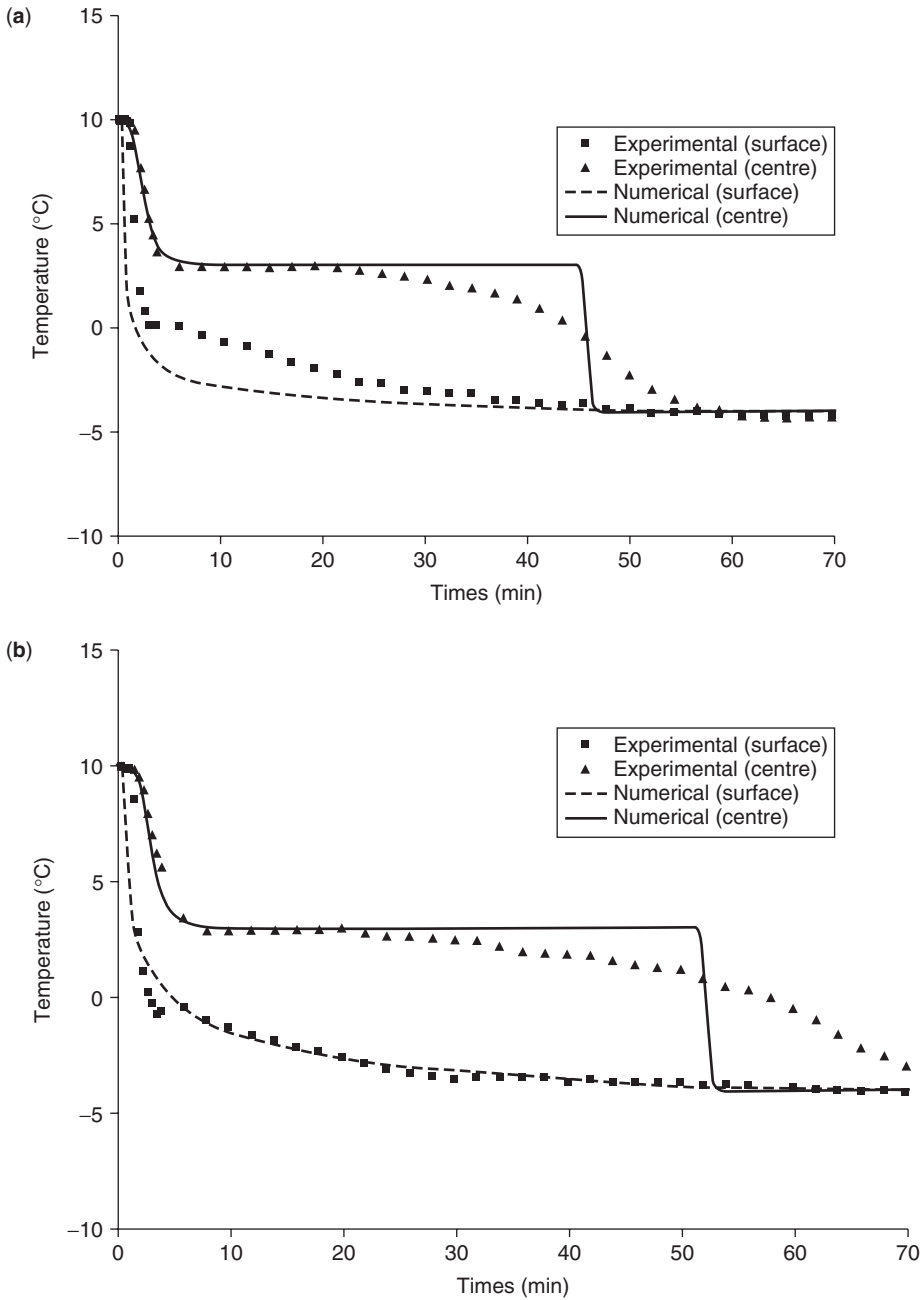 (a)
15
10
5
0
−5
−10
Temperature (°C)
Experimental (surface)
Experimental (centre)
Numerical (surface)
Numerical (centre)
0 10 20 30 40 50 60 70
Times (min)
(b)
15
10
5
0
−5
−10
Temperature (°C)
Experimental (surface)
Experimental (centre)
Numerical (surface)
Numerical (centre)
0 10 20 30 40 50 60 70
Times (min)